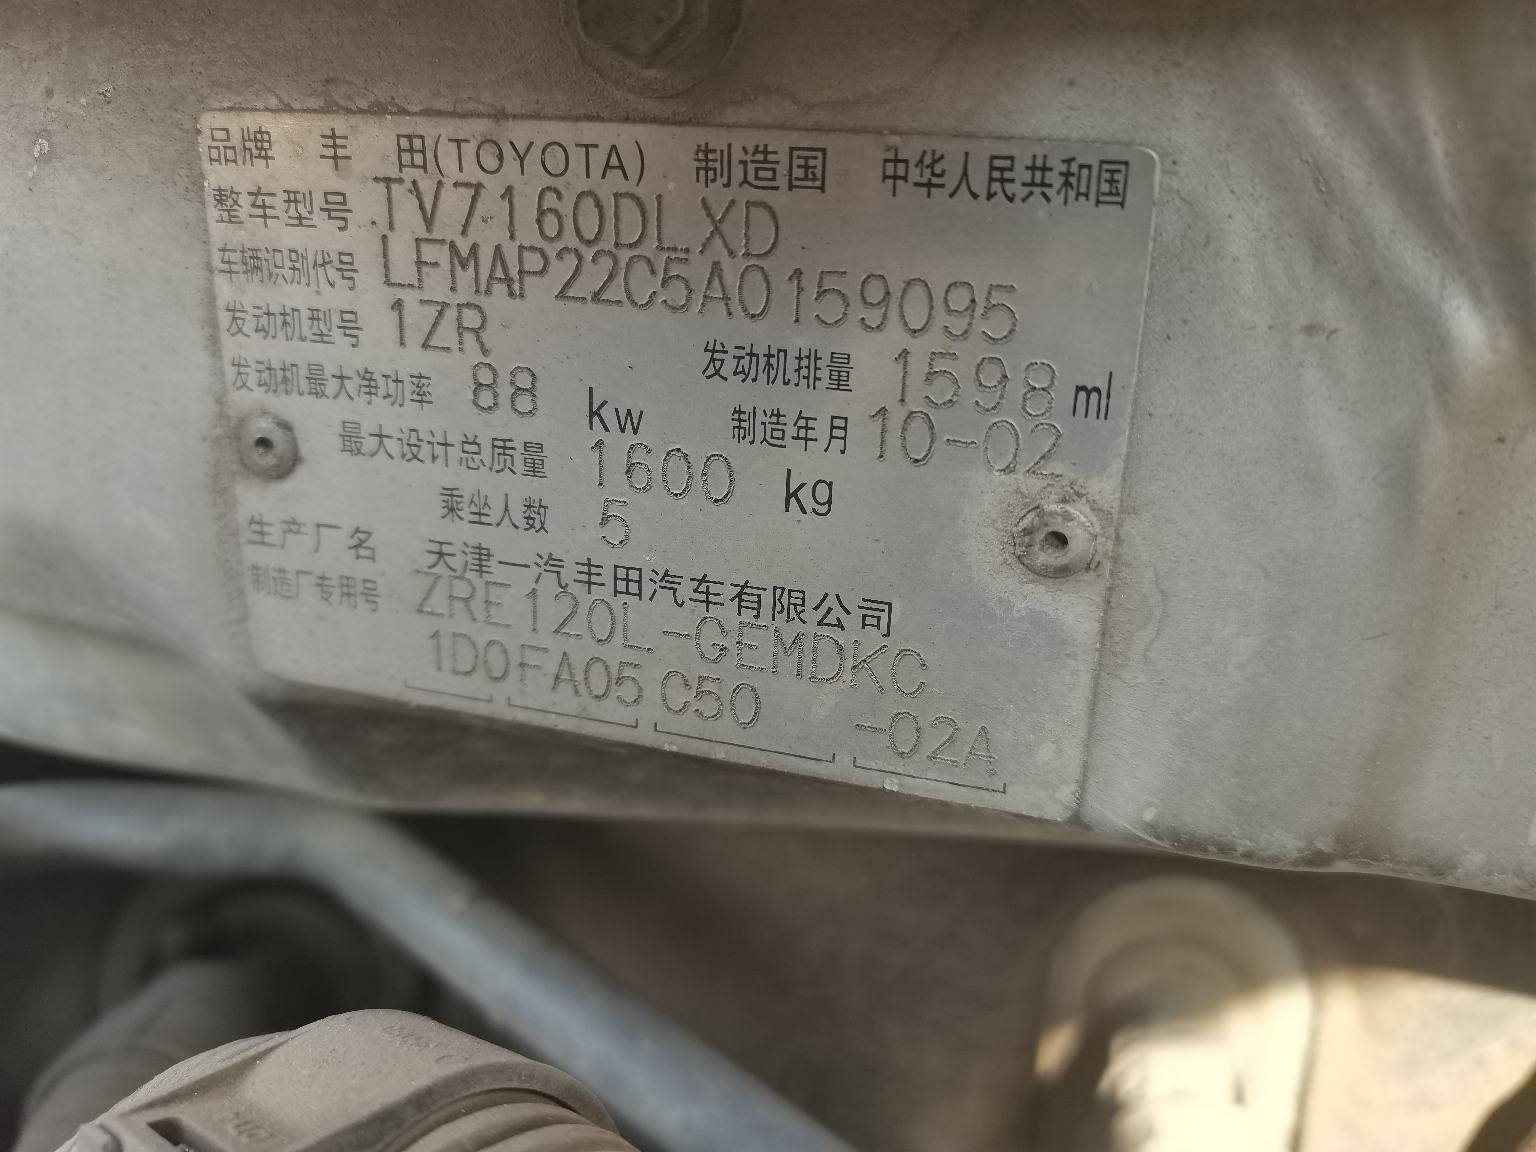 品牌 丰 田(TOYOTA) 制造国 中华人民共和国
整车型号 TV7160DLXD
车辆识别代号 LFMAP22C5A0159095
发动机型号 1ZR 发动机排量 1598 ml
发动机最大净功率 88 kw 制造年月 10-02
最大设计总质量 1600 kg
乘坐人数 5
生产厂名 天津一汽丰田汽车有限公司
制造厂专用号 ZRE120L-GEMDKC
1D0FA05 C50 -02A